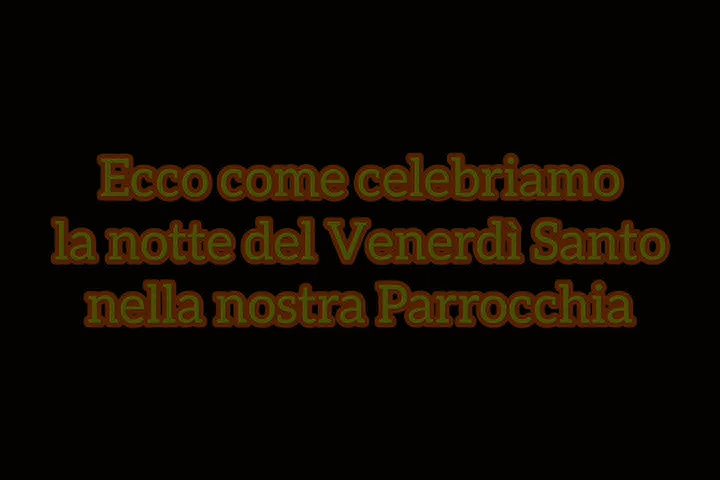 Ecco come celebriamo
la notte del Venerdì Santo
nella nostra Parrocchia